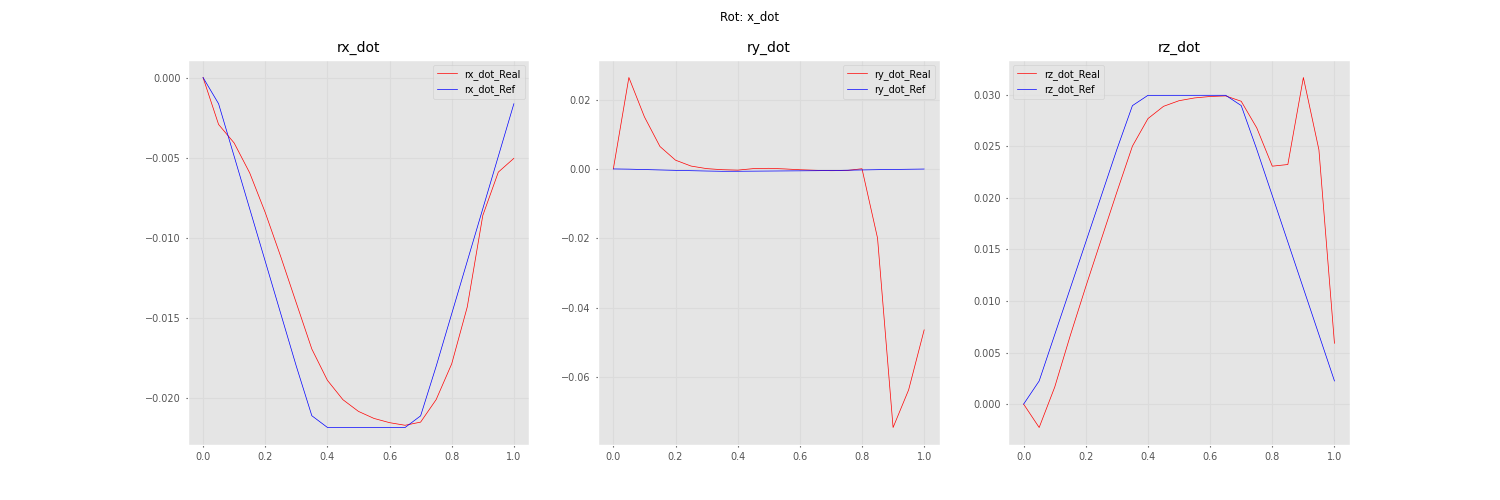 Rot: x_dot
rx_dot
rx_dot_Real
rx_dot_Ref
0.000
−0.005
−0.010
−0.015
−0.020
0.0 0.2 0.4 0.6 0.8 1.0
ry_dot
ry_dot_Real
ry_dot_Ref
0.02
0.00
−0.02
−0.04
−0.06
0.0 0.2 0.4 0.6 0.8 1.0
rz_dot
rz_dot_Real
rz_dot_Ref
0.030
0.025
0.020
0.015
0.010
0.005
0.000
0.0 0.2 0.4 0.6 0.8 1.0